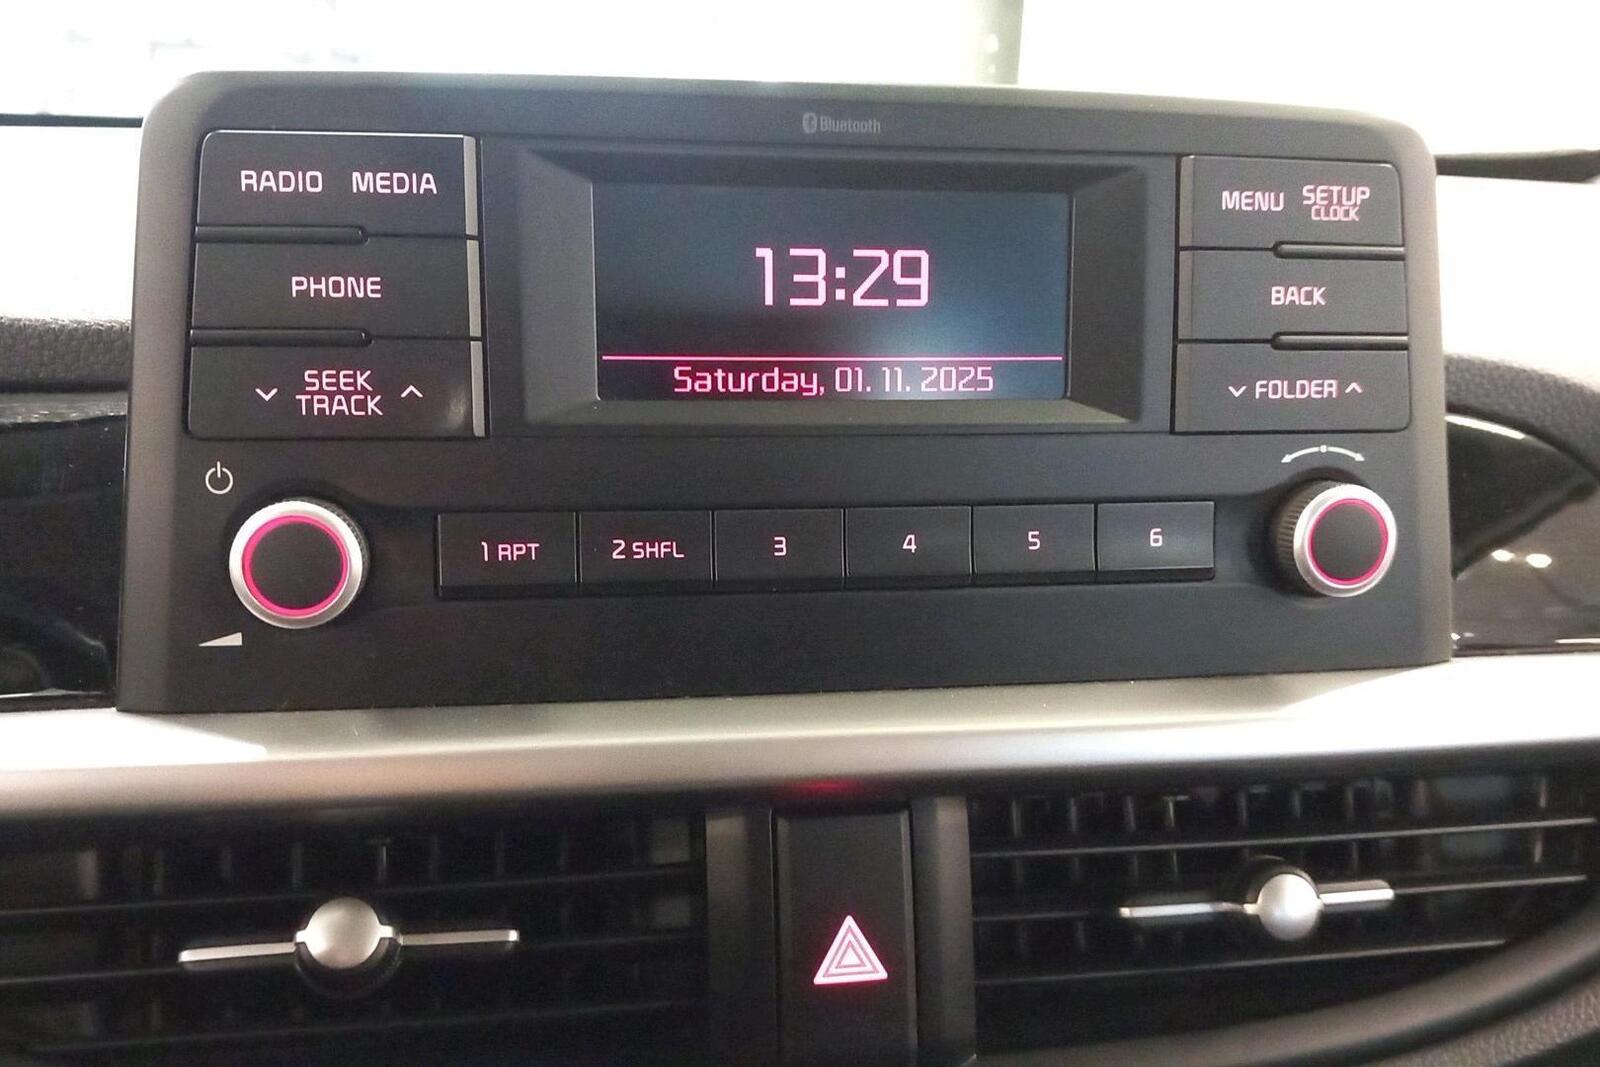 Bluetooth
RADIO MEDIA
MENU SETUP
CLOCK
13:29
PHONE
BACK
Saturday, 01. 11. 2025
SEEK
TRACK
FOLDER
1 RPT 2 SHFL 3 4 5 6